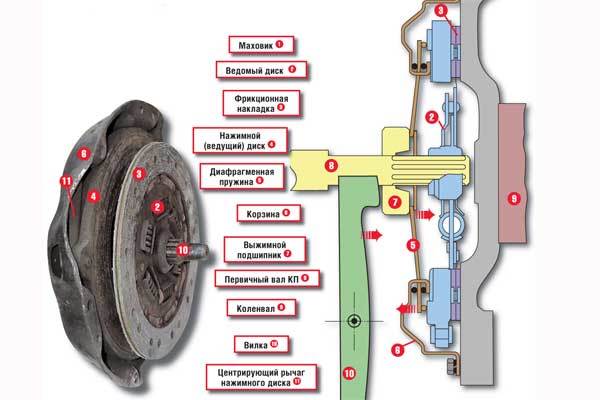 Маховик 1
Ведомый диск 2
Фрикционная
накладка 3
Нажимной
(ведущий) диск 4
Диафрагменная
пружина 5
Корзина 6
Выжимной
подшипник 7
Первичный вал КП 8
Коленвал 9
Вилка 10
Центрирующий рычаг
нажимного диска 11
6
11
4
3
2
10
3
2
8
9
7
5
6
10